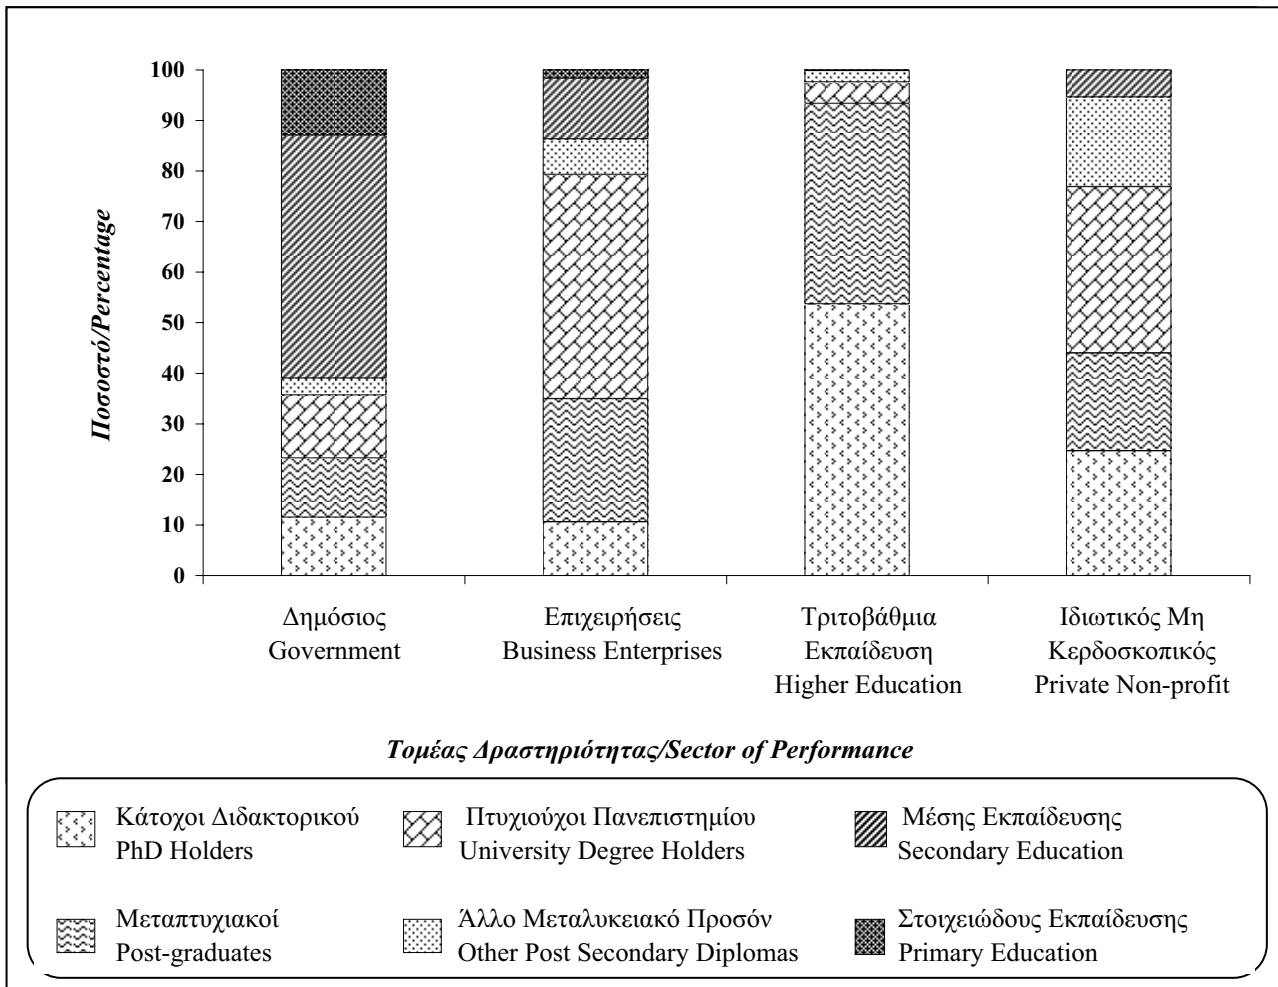 100
90
80
70
60
50
40
30
20
10
0
Ποσοστό/Percentage
Δημόσιος
Government
Επιχειρήσεις
Business Enterprises
Τριτοβάθμια
Εκπαίδευση
Higher Education
Ιδιωτικός Μη
Κερδοσκοπικός
Private Non-profit
Τομέας Δραστηριότητας/Sector of Performance
Κάτοχοι Διδακτορικού
PhD Holders
Πτυχιούχοι Πανεπιστημίου
University Degree Holders
Μέσης Εκπαίδευσης
Secondary Education
Μεταπτυχιακοί
Post-graduates
Άλλο Μεταλυκειακό Προσόν
Other Post Secondary Diplomas
Στοιχειώδους Εκπαίδευσης
Primary Education